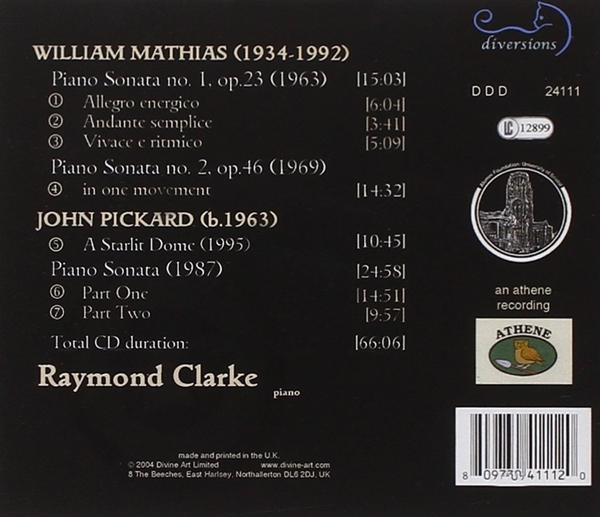 WILLIAM MATHIAS (1934-1992)
Piano Sonata no. 1, op.23 (1963) [15:03]
① Allegro energico [6:04]
② Andante semplice [3:41]
③ Vivace e ritmico [5:09]
Piano Sonata no. 2, op.46 (1969)
④ in one movement [14:32]
JOHN PICKARD (b.1963)
⑤ A Starlit Dome (1995) [10:45]
Piano Sonata (1987) [24:58]
⑥ Part One [14:51]
⑦ Part Two [9:57]
Total CD duration: [66:06]
Raymond Clarke piano
made and printed in the U.K.
© 2004 Divine Art Limited www.divine-art.com
8 The Beeches, East Harlsey, Northallerton DL6 2DJ, UK
diversions
D D D 24111
LC 12899
an athene
recording
ATHENE